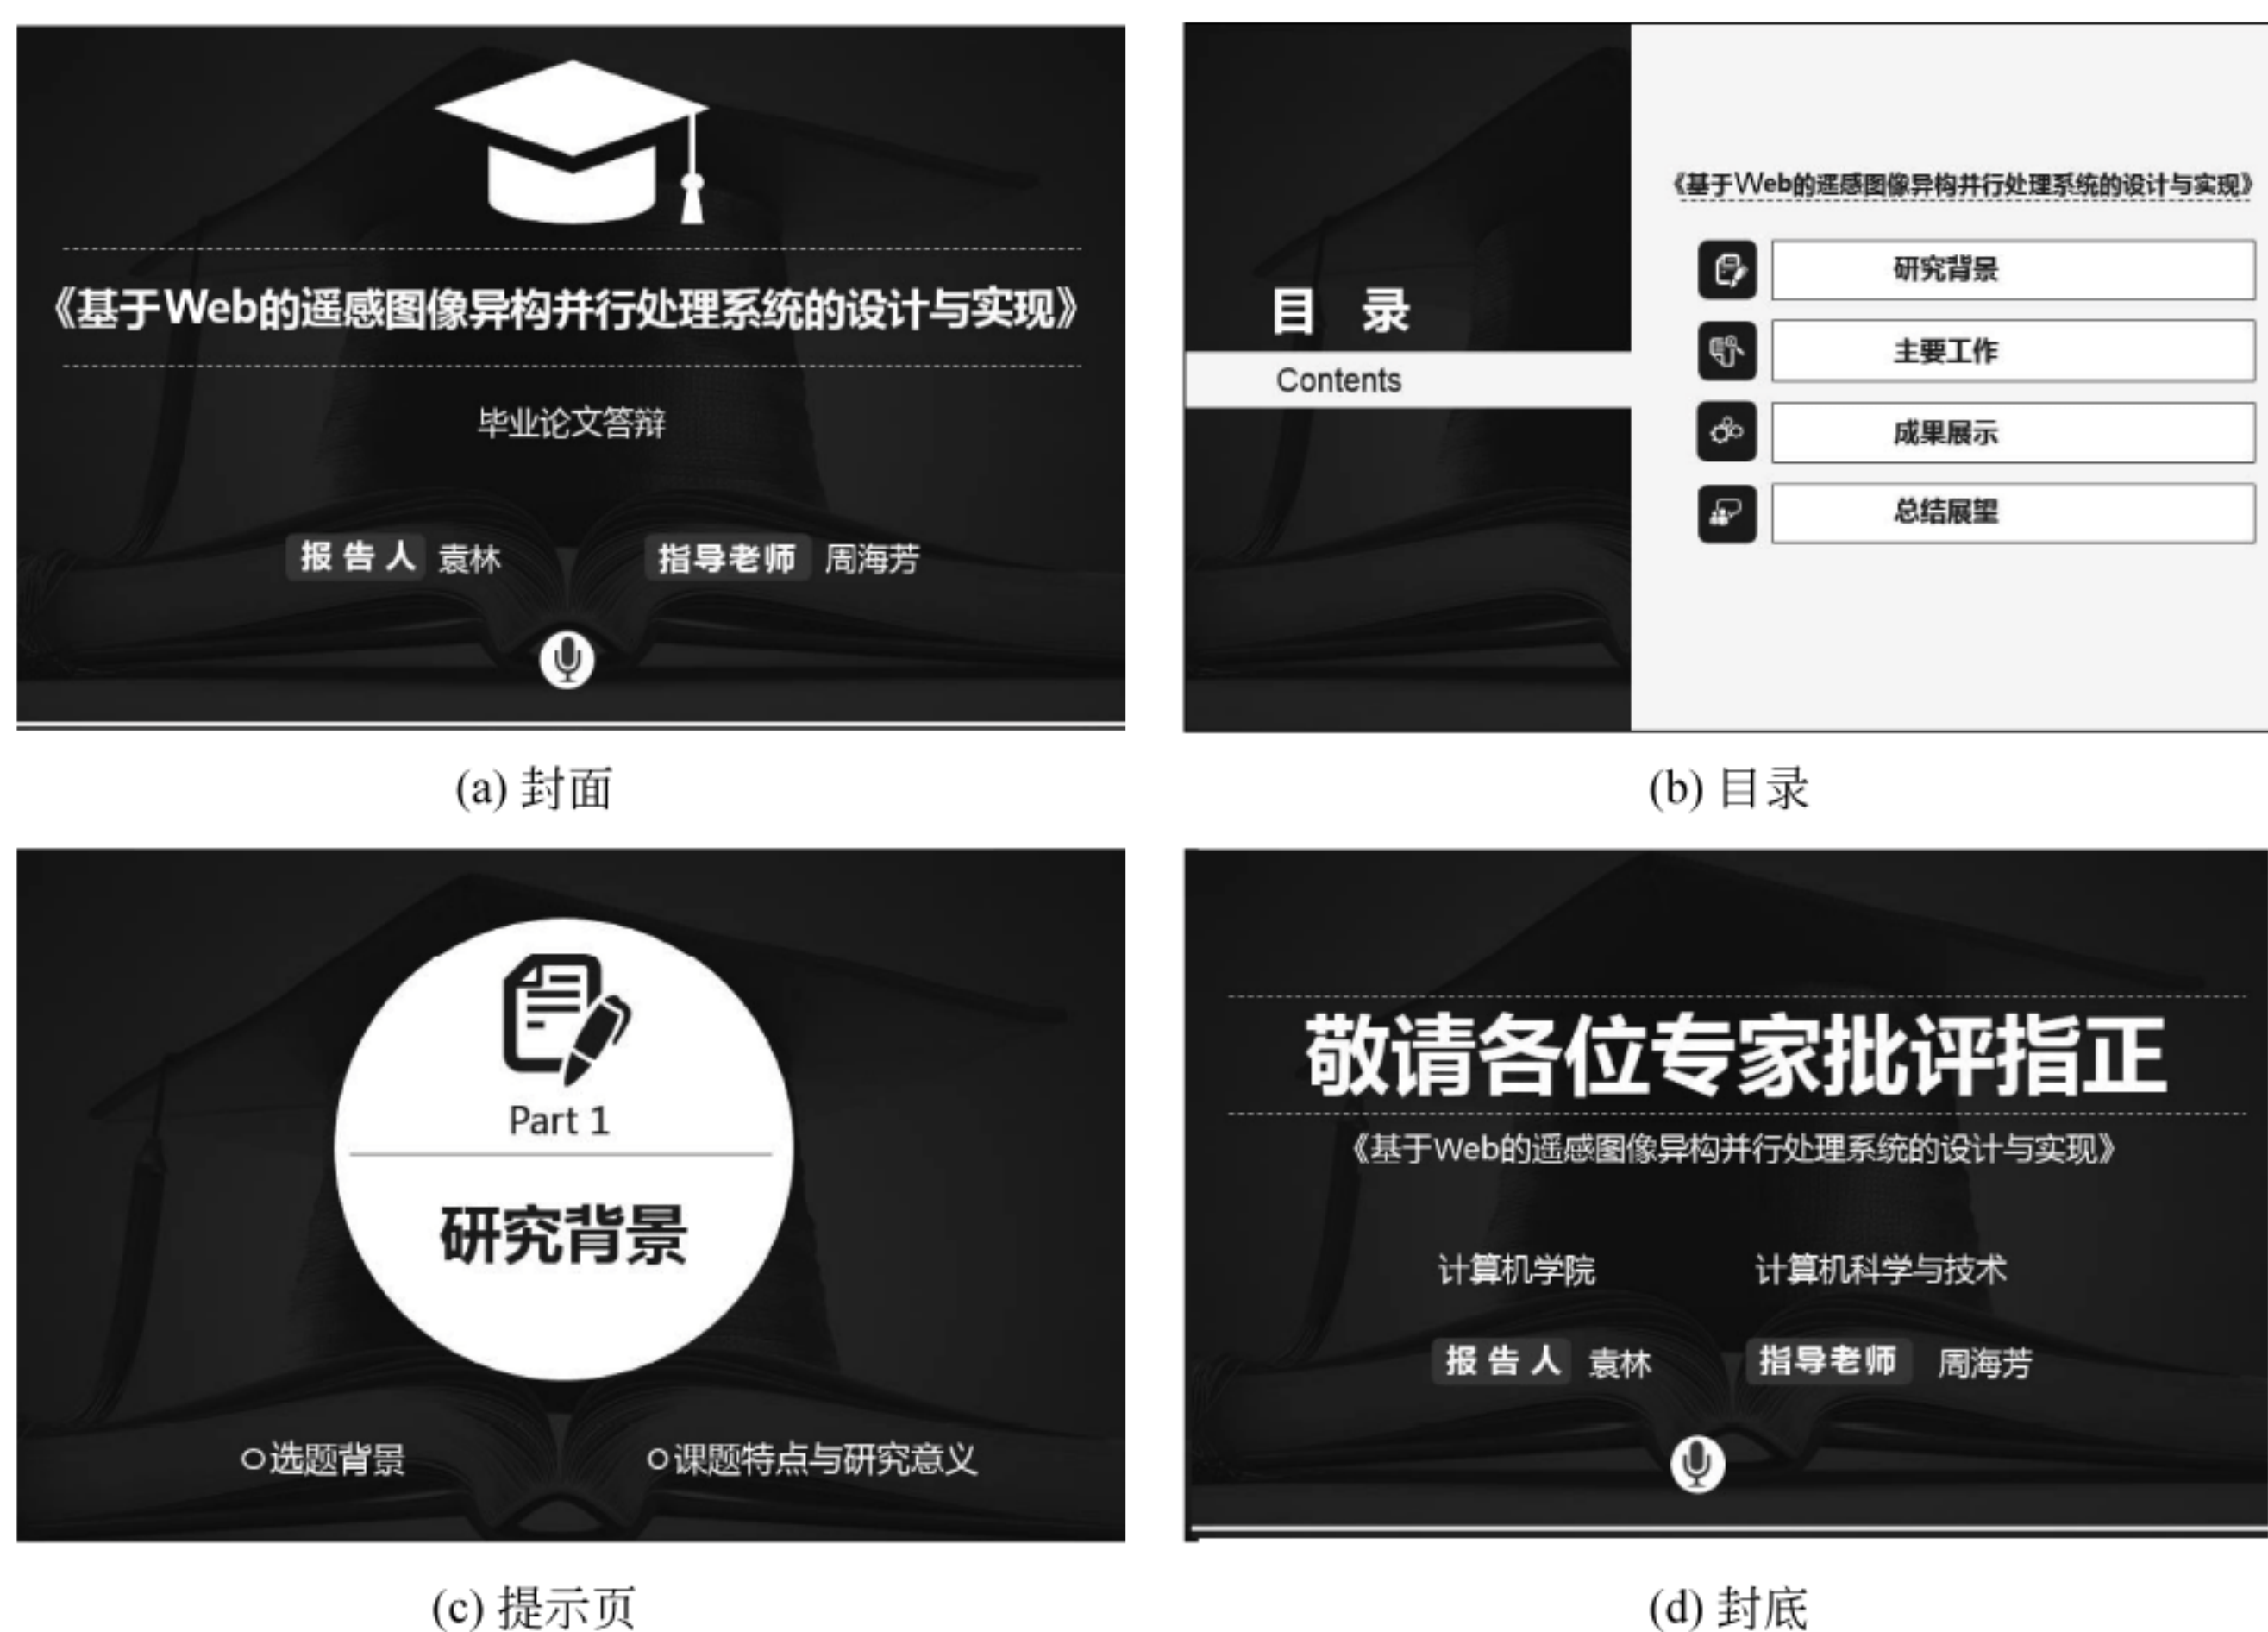 《基于Web的遥感图像异构并行处理系统的设计与实现》
毕业论文答辩
报告人 袁林 指导老师 周海芳
(a) 封面
目 录
Contents
《基于Web的遥感图像异构并行处理系统的设计与实现》
研究背景
主要工作
成果展示
总结展望
(b) 目录
Part 1
研究背景
选题背景 课题特点与研究意义
(c) 提示页
敬请各位专家批评指正
《基于Web的遥感图像异构并行处理系统的设计与实现》
计算机学院 计算机科学与技术
报告人 袁林 指导老师 周海芳
(d) 封底